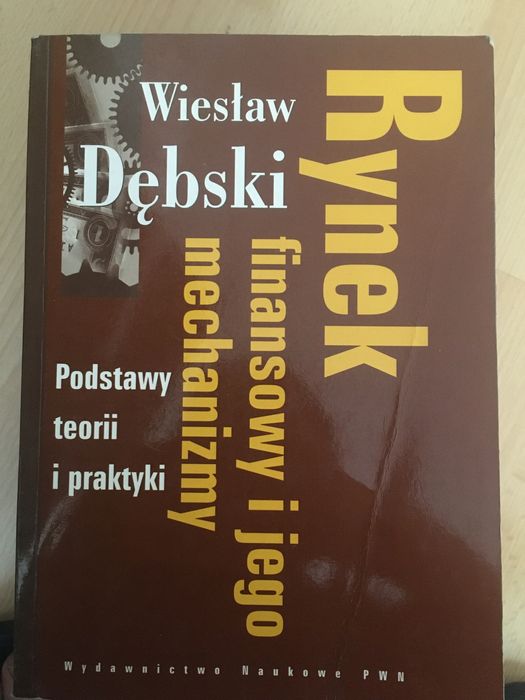 Wiesław
Dębski
Rynek
finansowy i jego
mechanizmy
Podstawy
teorii
i praktyki
Wydawnictwo Naukowe PWN